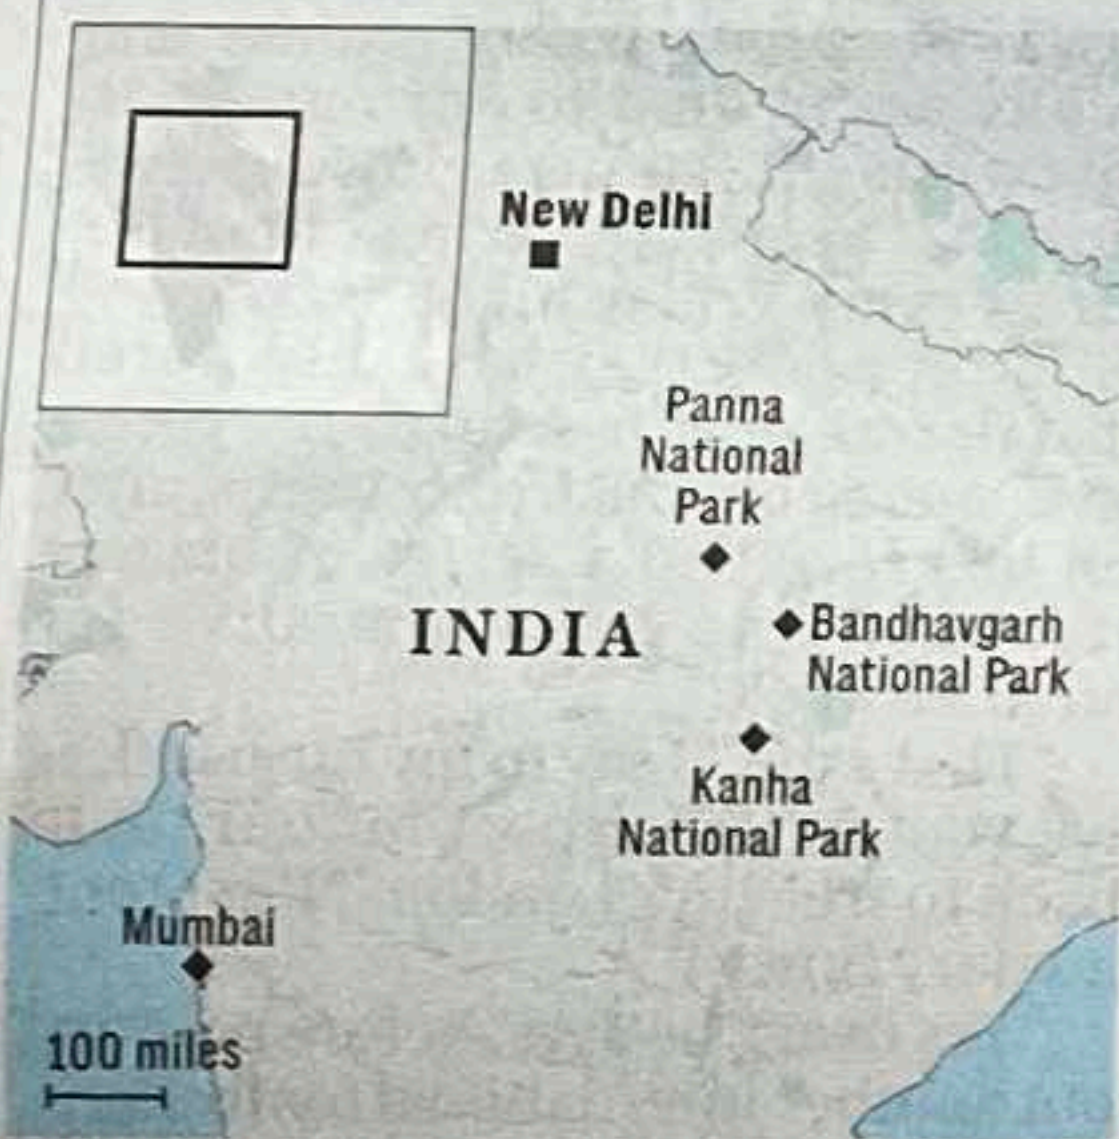 New Delhi
Panna
National
Park
INDIA
Bandhavgarh
National Park
Kanha
National Park
Mumbai
100 miles